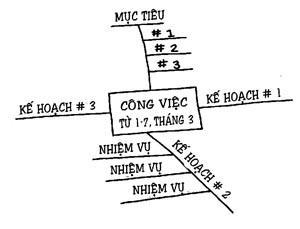 MỤC TIÊU
# 1
# 2
# 3
KẾ HOẠCH # 3
CÔNG VIỆC
TỪ 1-7, THÁNG 3
KẾ HOẠCH # 1
NHIỆM VỤ
NHIỆM VỤ
NHIỆM VỤ
KẾ HOẠCH # 2